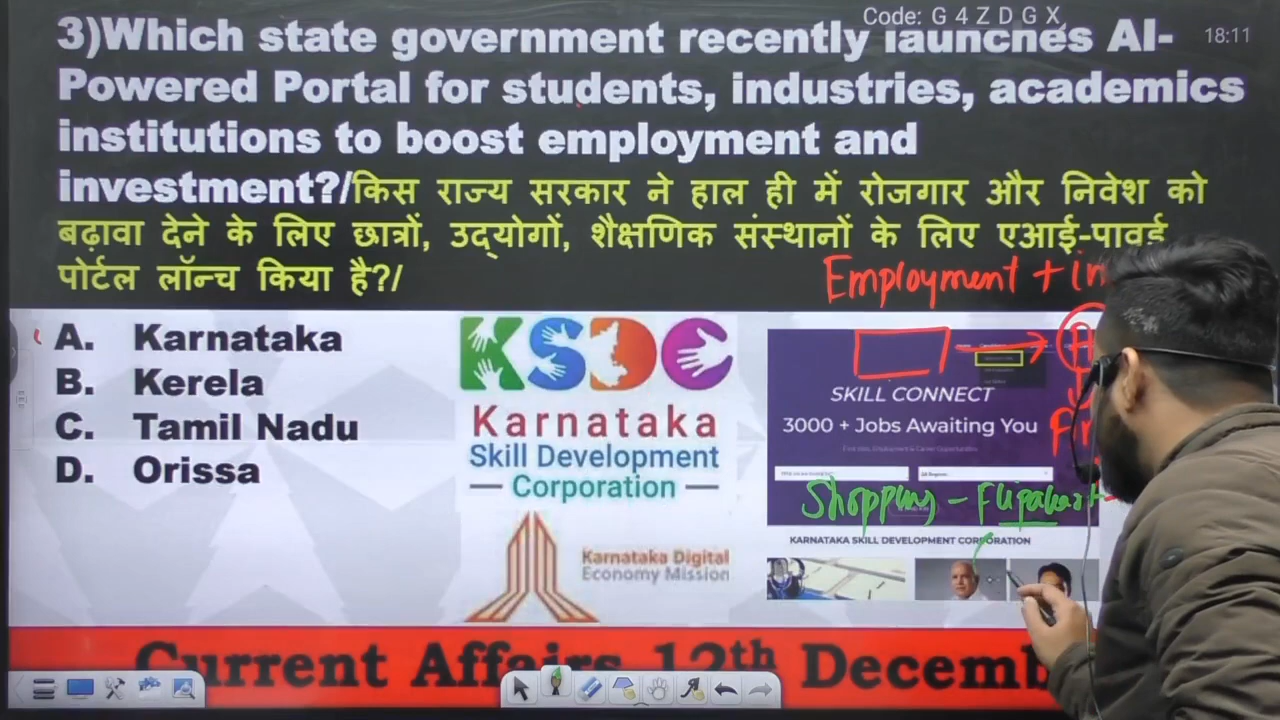 Code: G 4 Z D G X
18:11
3)Which state government recently launches AI-
Powered Portal for students, industries, academics
institutions to boost employment and
investment?/किस राज्य सरकार ने हाल ही में रोजगार और निवेश को
बढ़ावा देने के लिए छात्रों, उद्योगों, शैक्षणिक संस्थानों के लिए एआई-पावर्ड
पोर्टल लॉन्च किया है?/
Employment + in
A. Karnataka
B. Kerela
C. Tamil Nadu
D. Orissa
KSDC
Karnataka
Skill Development
Corporation
Karnataka Digital
Economy Mission
SKILL CONNECT
3000 + Jobs Awaiting You
Shopping - Flipakart
KARNATAKA SKILL DEVELOPMENT CORPORATION
Current Affairs 12th Decemb